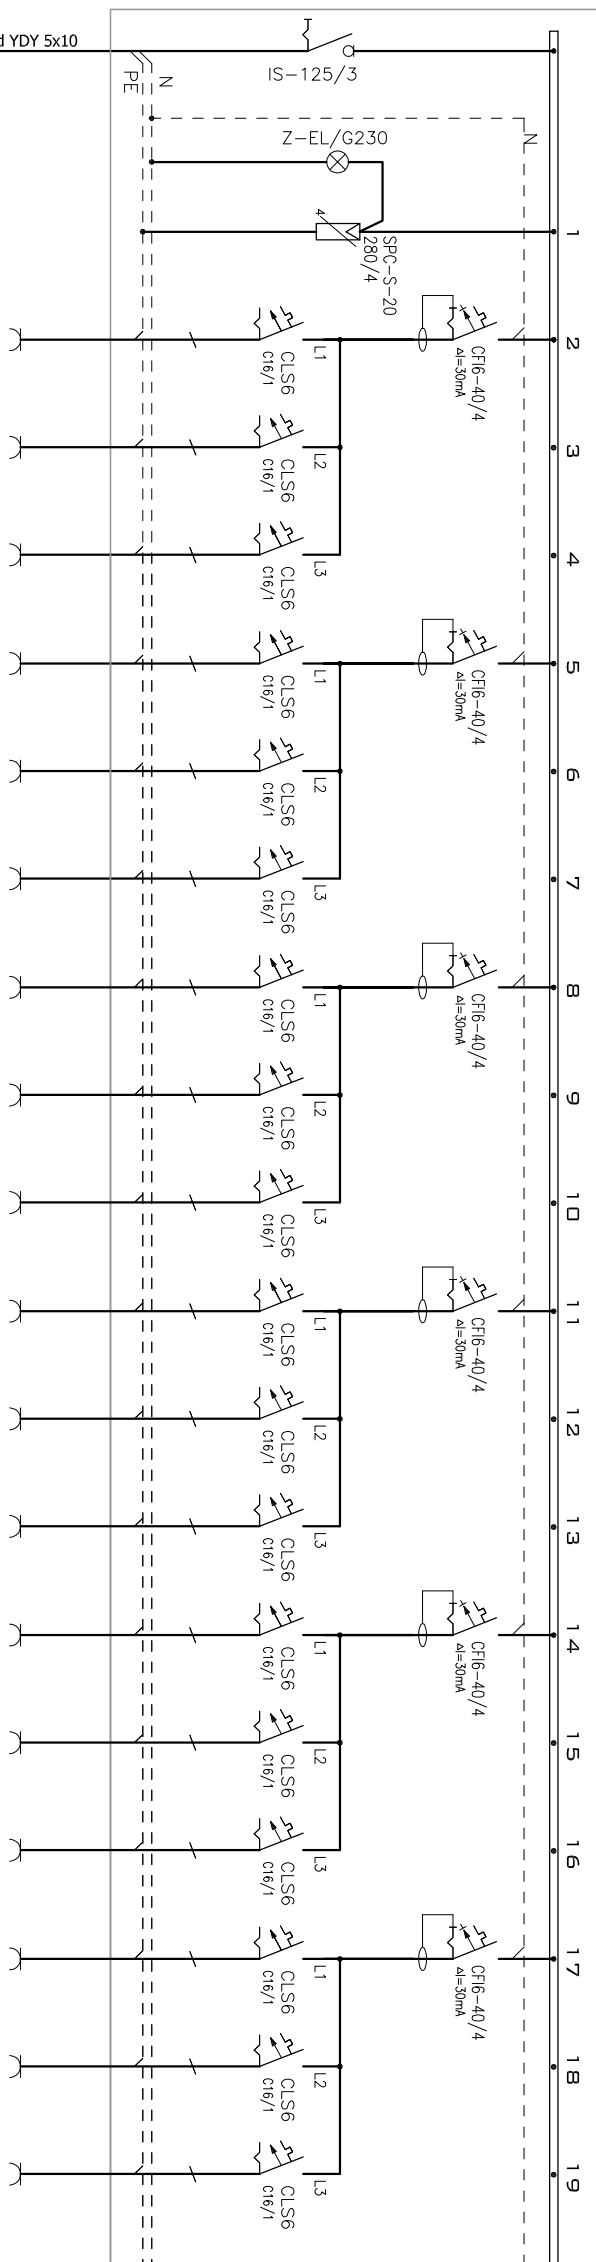 d YDY 5x10
IS-125/3
N
PE
Z-EL/G230
N
4
SPC-S-20
280/4
1
L1
CLS6
C16/1
CFI6-40/4
ΔI=30mA
2
L2
CLS6
C16/1
3
L3
CLS6
C16/1
4
L1
CLS6
C16/1
CFI6-40/4
ΔI=30mA
5
L2
CLS6
C16/1
6
L3
CLS6
C16/1
7
L1
CLS6
C16/1
CFI6-40/4
ΔI=30mA
8
L2
CLS6
C16/1
9
L3
CLS6
C16/1
10
L1
CLS6
C16/1
CFI6-40/4
ΔI=30mA
11
L2
CLS6
C16/1
12
L3
CLS6
C16/1
13
L1
CLS6
C16/1
CFI6-40/4
ΔI=30mA
14
L2
CLS6
C16/1
15
L3
CLS6
C16/1
16
L1
CLS6
C16/1
CFI6-40/4
ΔI=30mA
17
L2
CLS6
C16/1
18
L3
CLS6
C16/1
19